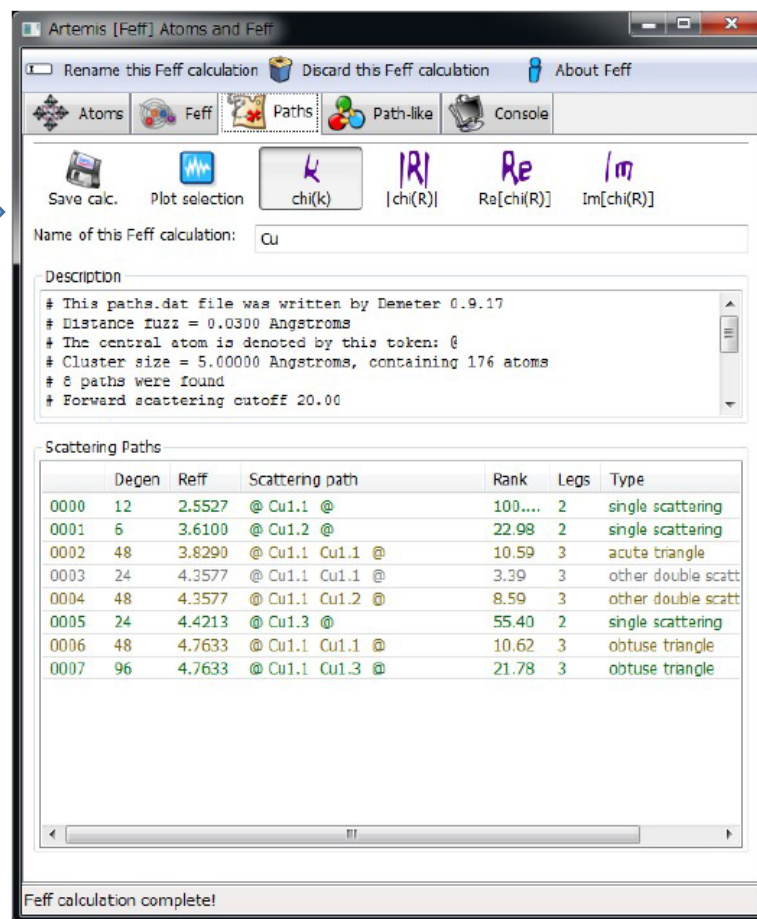 Artemis [Feff] Atoms and Feff
Rename this Feff calculation Discard this Feff calculation About Feff
Atoms Feff Paths Path-like Console
k |R| Re Im
Save calc. Plot selection chi(k) |chi(R)| Re[chi(R)] Im[chi(R)]
Name of this Feff calculation: Cu
Description
# This paths.dat file was written by Demeter 0.9.17
# Distance fuzz = 0.0300 Angstroms
# The central atom is denoted by this token: @
# Cluster size = 5.00000 Angstroms, containing 176 atoms
# 8 paths were found
# Forward scattering cutoff 20.00
Scattering Paths
Degen Reff Scattering path Rank Legs Type
0000 12 2.5527 @ Cu1.1 @ 100.... 2 single scattering
0001 6 3.6100 @ Cu1.2 @ 22.98 2 single scattering
0002 48 3.8290 @ Cu1.1 Cu1.1 @ 10.59 3 acute triangle
0003 24 4.3577 @ Cu1.1 Cu1.1 @ 3.39 3 other double scatt
0004 48 4.3577 @ Cu1.1 Cu1.2 @ 8.59 3 other double scatt
0005 24 4.4213 @ Cu1.3 @ 55.40 2 single scattering
0006 48 4.7633 @ Cu1.1 Cu1.1 @ 10.62 3 obtuse triangle
0007 96 4.7633 @ Cu1.1 Cu1.3 @ 21.78 3 obtuse triangle
Feff calculation complete!